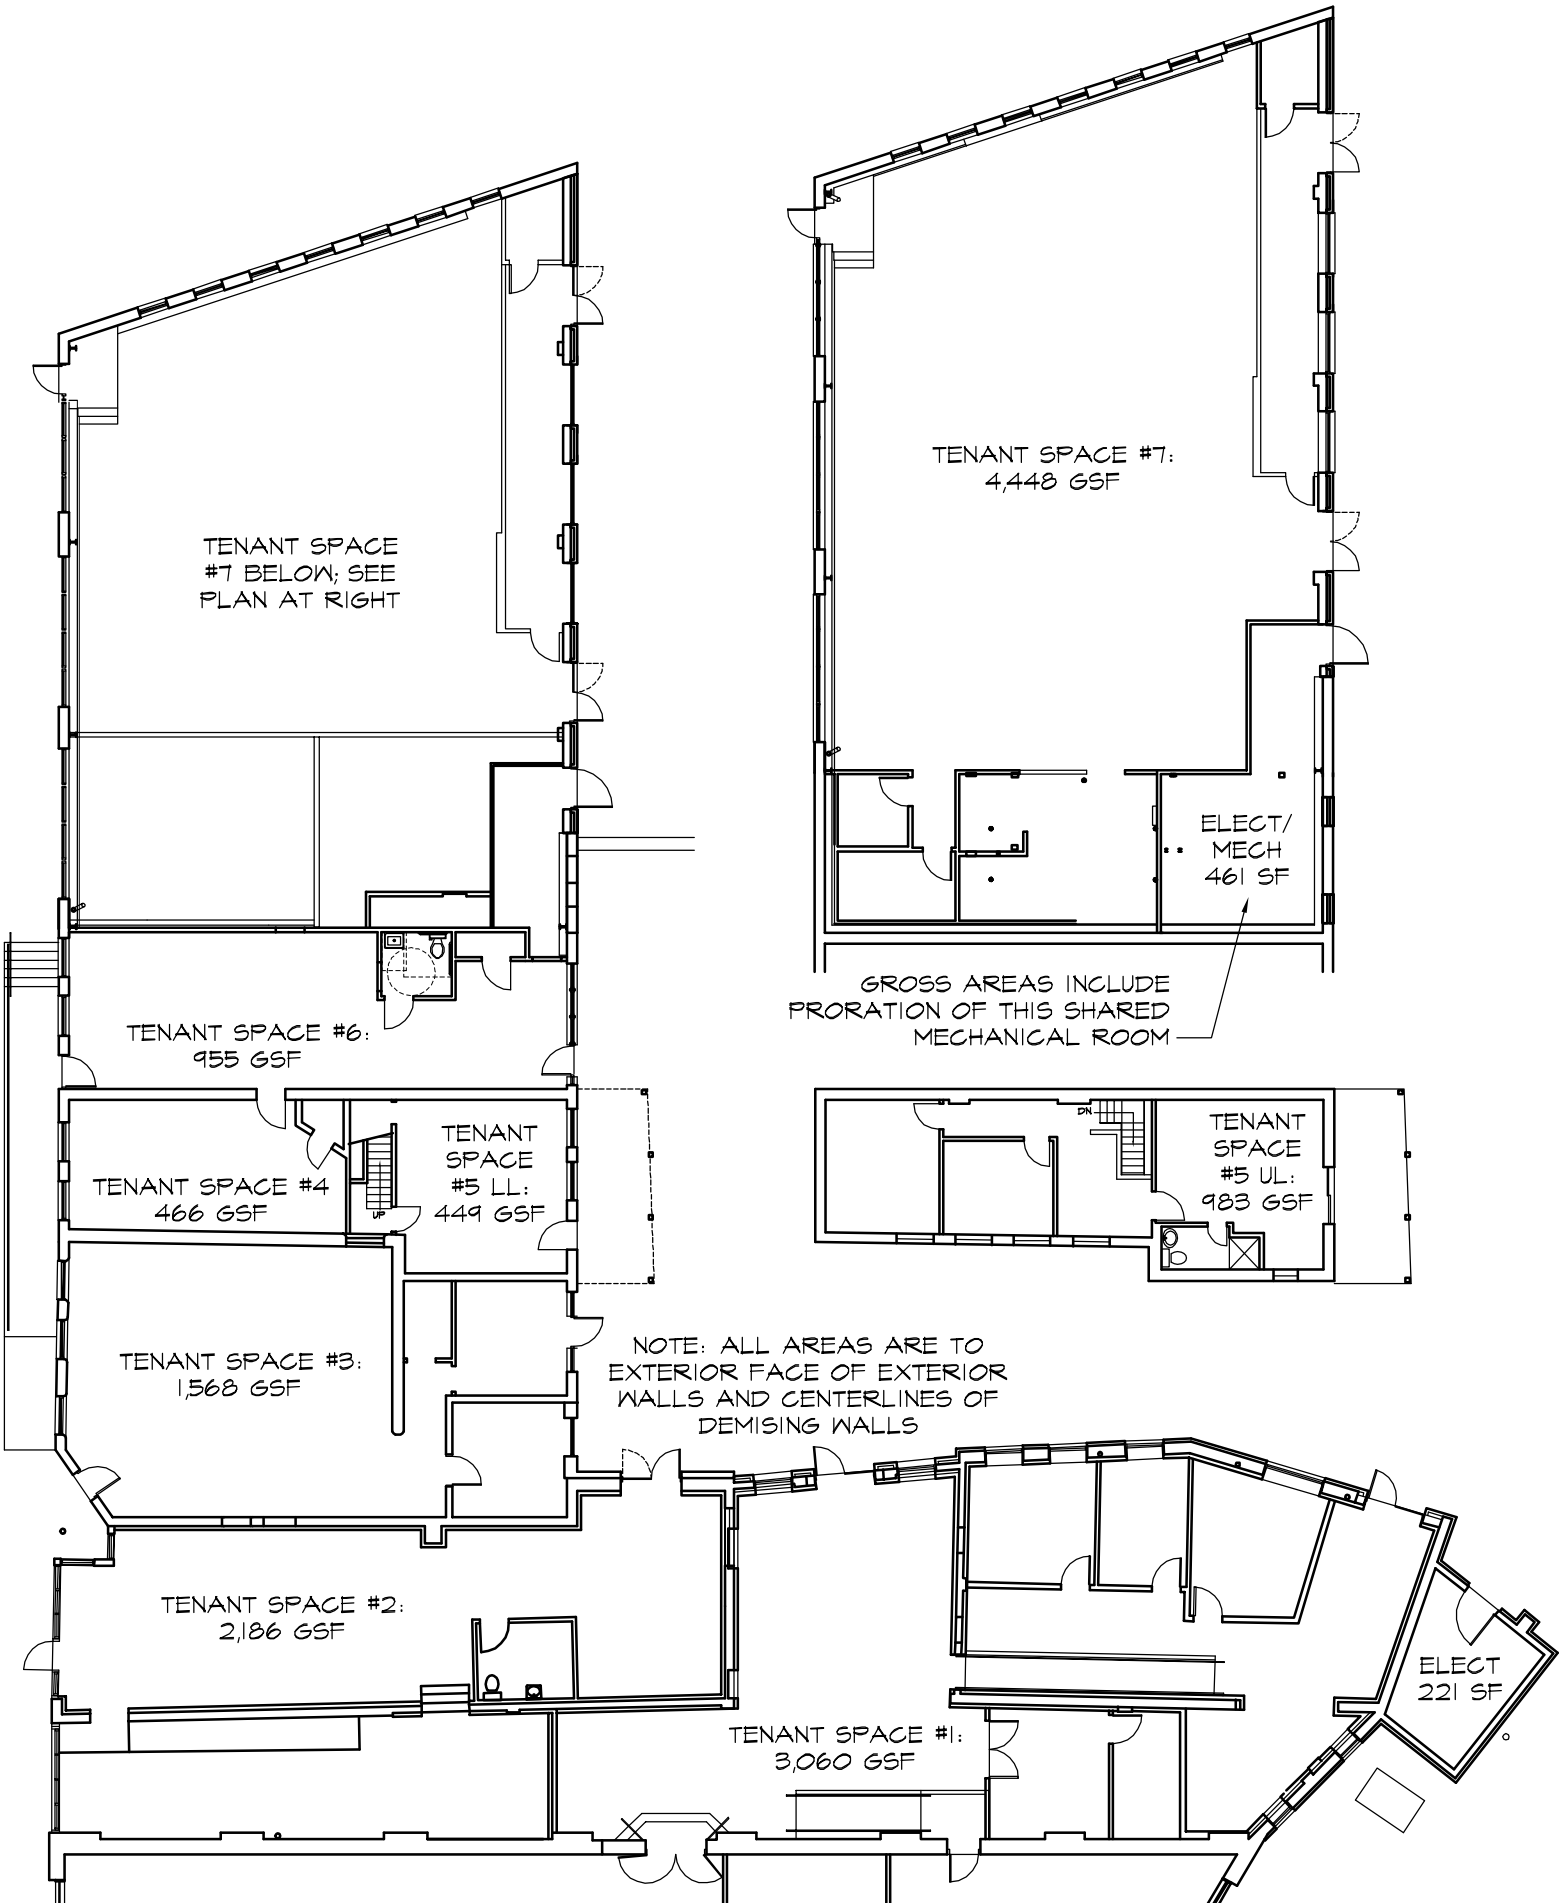 TENANT SPACE #7:
4,448 GSF
TENANT SPACE
#7 BELOW; SEE
PLAN AT RIGHT
ELECT/
MECH
461 SF
GROSS AREAS INCLUDE
PRORATION OF THIS SHARED
MECHANICAL ROOM
TENANT SPACE #6:
955 GSF
TENANT SPACE #4
466 GSF
UP
TENANT
SPACE
#5 LL:
449 GSF
DN
TENANT
SPACE
#5 UL:
983 GSF
TENANT SPACE #3:
1,568 GSF
NOTE: ALL AREAS ARE TO
EXTERIOR FACE OF EXTERIOR
WALLS AND CENTERLINES OF
DEMISING WALLS
TENANT SPACE #2:
2,186 GSF
ELECT
221 SF
TENANT SPACE #1:
3,060 GSF